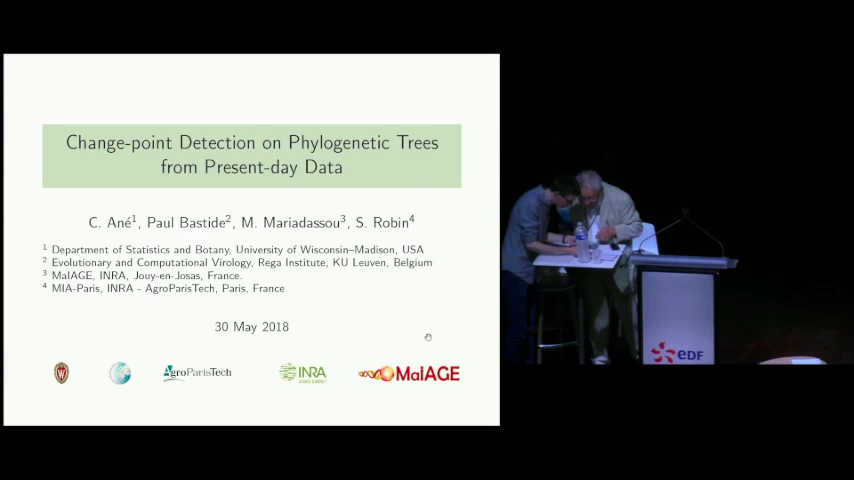 Change-point Detection on Phylogenetic Trees
from Present-day Data
C. Ané¹, Paul Bastide², M. Mariadassou³, S. Robin⁴
¹ Department of Statistics and Botany, University of Wisconsin–Madison, USA
² Evolutionary and Computational Virology, Rega Institute, KU Leuven, Belgium
³ MaIAGE, INRA, Jouy-en-Josas, France.
⁴ MIA-Paris, INRA - AgroParisTech, Paris, France
30 May 2018
W
AgroParisTech
INRA
MaIAGE
eDF